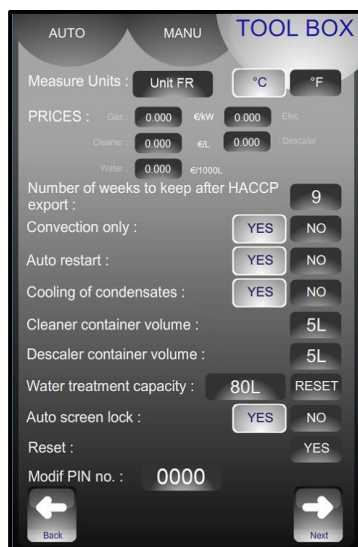 AUTO MANU TOOL BOX
Measure Units : Unit FR °C °F
PRICES : Gas : 0.000 €/kW 0.000 : Elec
Cleaner : 0.000 €/L 0.000 : Descaler
Water : 0.000 €/1000L
Number of weeks to keep after HACCP
export : 9
Convection only : YES NO
Auto restart : YES NO
Cooling of condensates : YES NO
Cleaner container volume : 5L
Descaler container volume : 5L
Water treatment capacity : 80L RESET
Auto screen lock : YES NO
Reset : YES
Modif PIN no. : 0000
Back Next